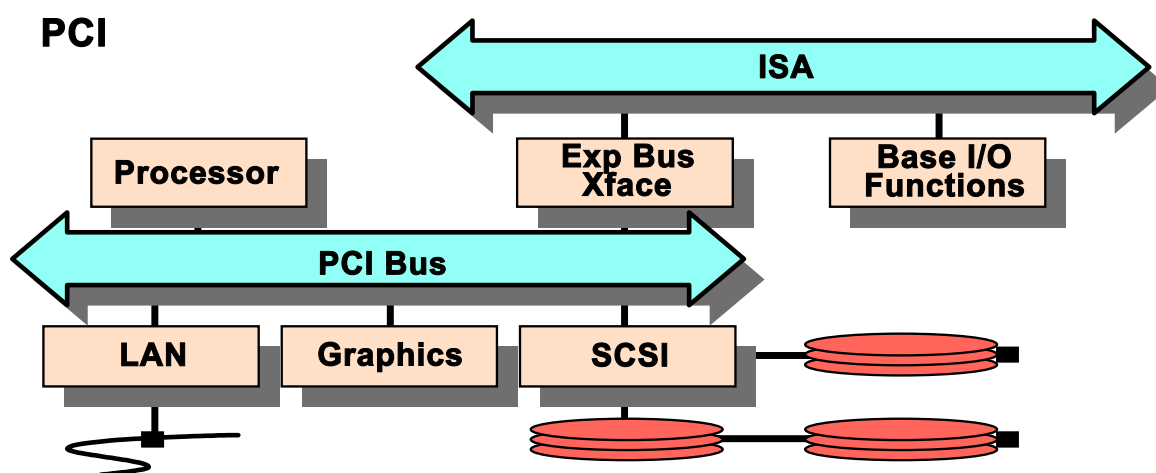 PCI
ISA
Processor
Exp Bus
Xface
Base I/O
Functions
PCI Bus
LAN
Graphics
SCSI